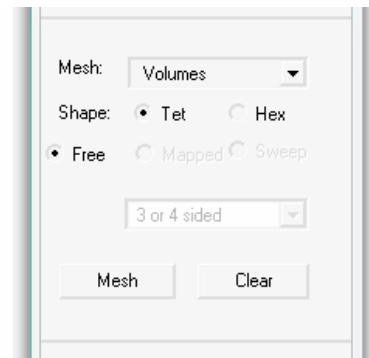 Mesh: Volumes
Shape: Tet Hex
Free Mapped Sweep
3 or 4 sided
Mesh Clear